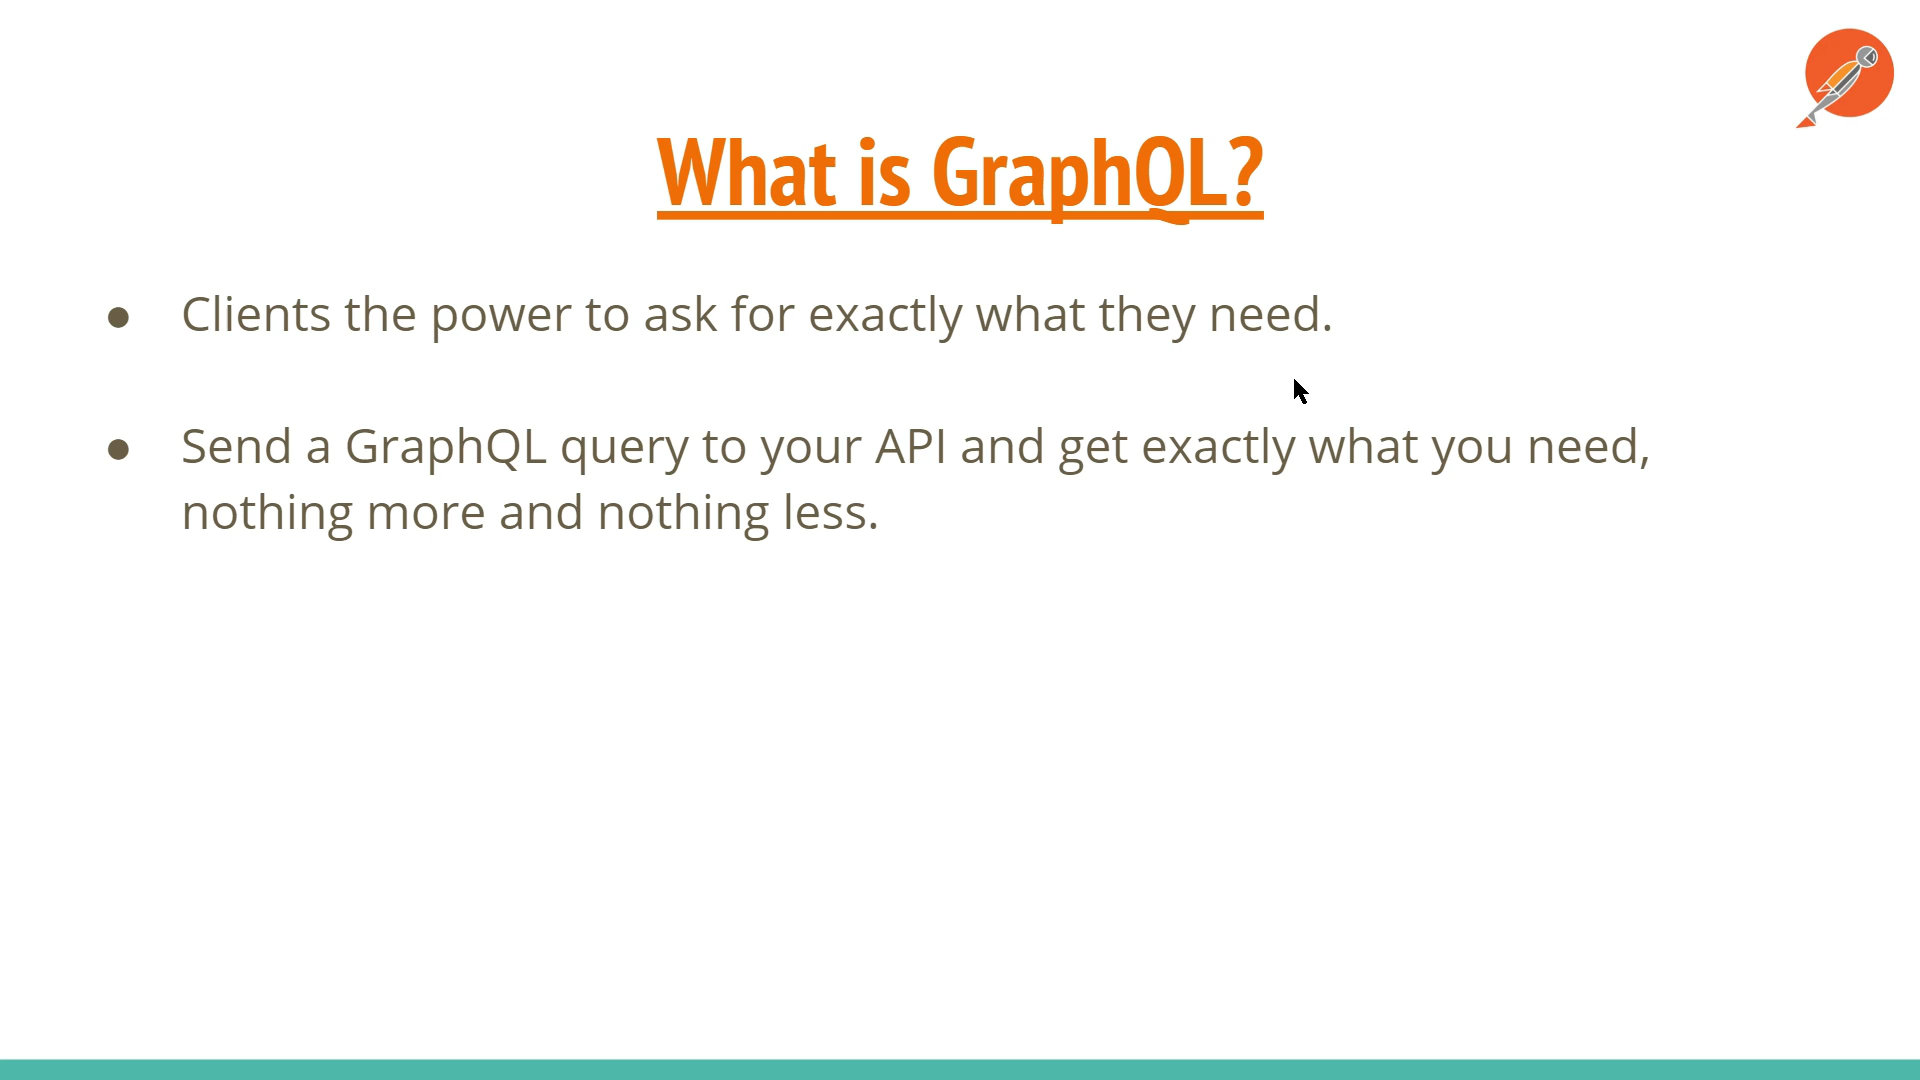 What is GraphQL?
● Clients the power to ask for exactly what they need.
● Send a GraphQL query to your API and get exactly what you need,
nothing more and nothing less.